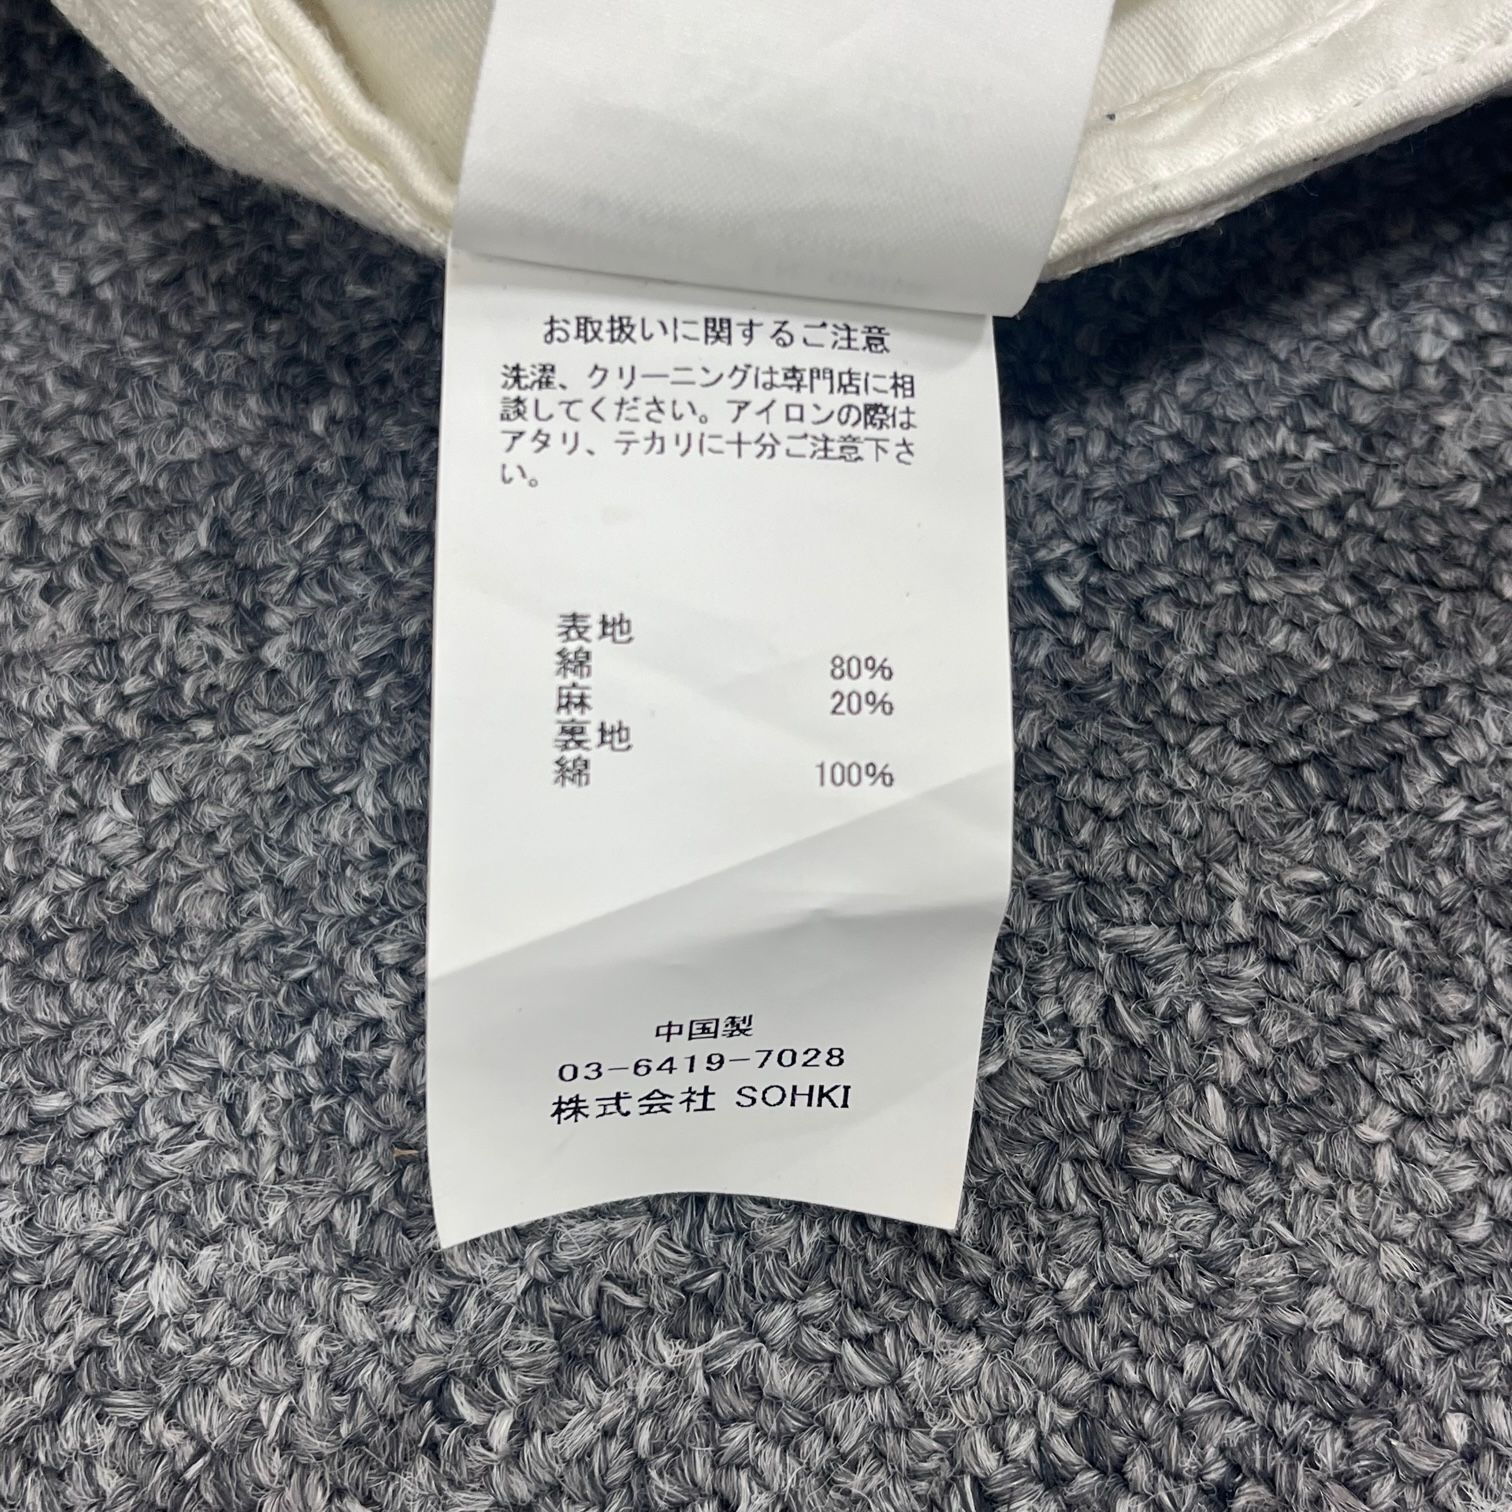 お取扱いに関するご注意
洗濯、クリーニングは専門店に相
談してください。アイロンの際は
アタリ、テカリに十分ご注意下さ
い。
表地
綿 80%
麻 20%
裏地
綿 100%
中国製
03-6419-7028
株式会社 SOHKI